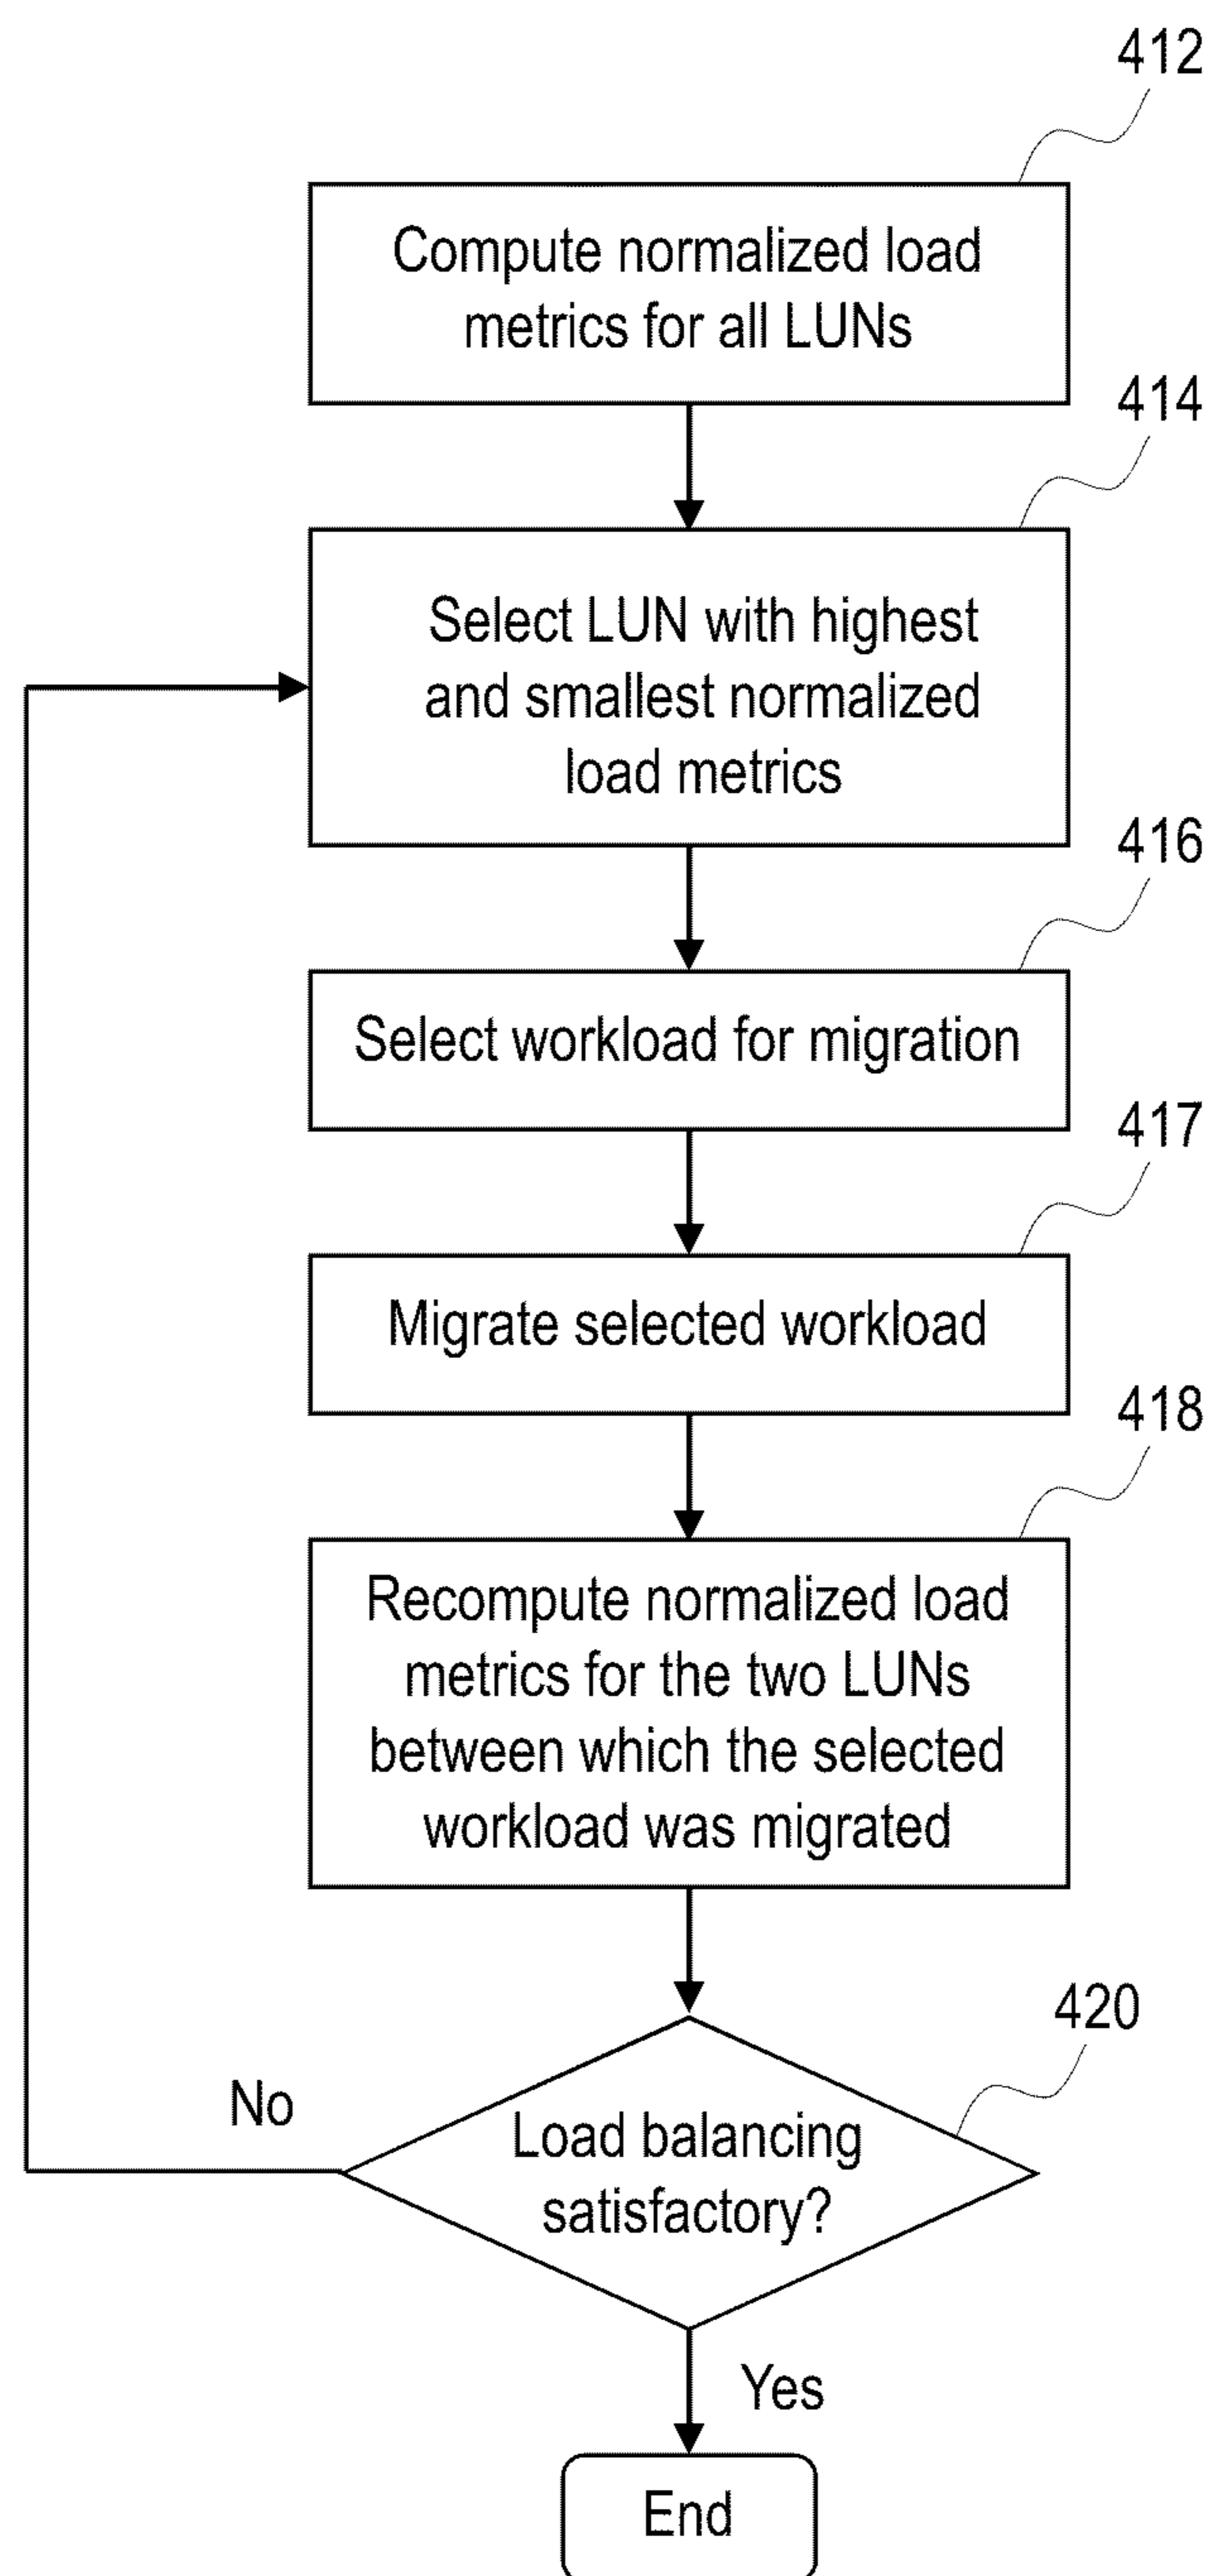 412
Compute normalized load
metrics for all LUNs
414
Select LUN with highest
and smallest normalized
load metrics
416
Select workload for migration
417
Migrate selected workload
418
Recompute normalized load
metrics for the two LUNs
between which the selected
workload was migrated
420
No
Load balancing
satisfactory?
Yes
End